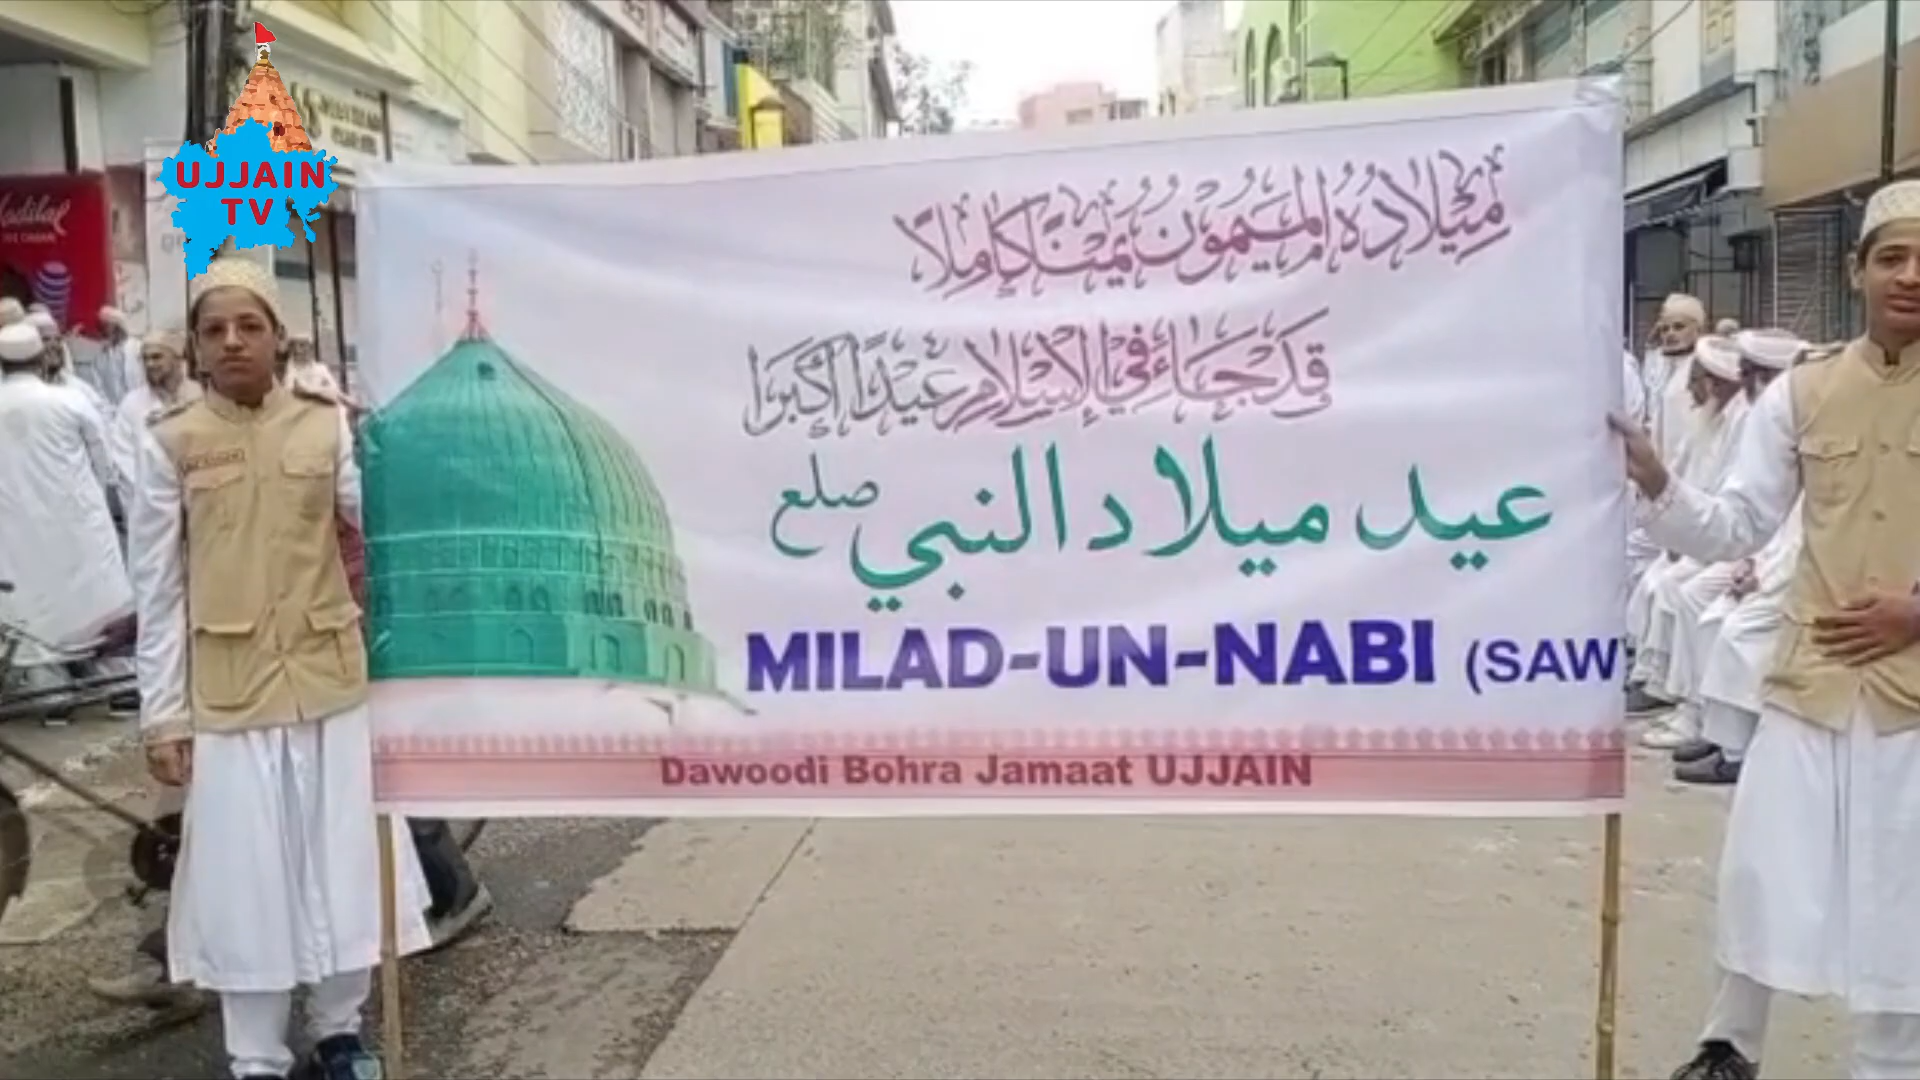 UJJAIN
TV
ميلاده الميمون يمنا كاملا
قد جاء في الإسلام عيدا أكبرا
عيد ميلاد النبي صلع
MILAD-UN-NABI (SAW)
Dawoodi Bohra Jamaat UJJAIN